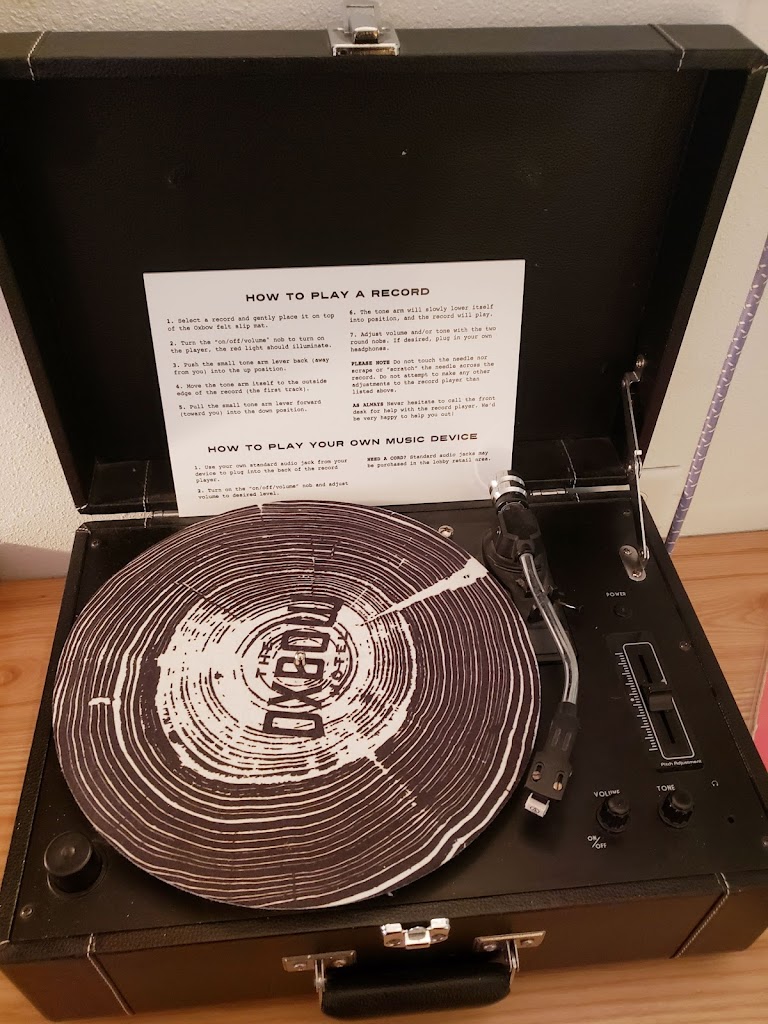 HOW TO PLAY A RECORD
1. Select a record and gently place it on top
of the Oxbow felt slip mat.
2. Turn the "on/off/volume" nob to turn on
the player, the red light should illuminate.
3. Push the small tone arm lever back (away
from you) into the up position.
4. Move the tone arm itself to the outside
edge of the record (the first track).
5. Pull the small tone arm lever forward
(toward you) into the down position.
6. The tone arm will slowly lower itself
into position, and the record will play.
7. Adjust volume and/or tone with the two
round nobs. If desired, plug in your own
headphones.
PLEASE NOTE Do not touch the needle nor
scrape or "scratch" the needle across the
record. Do not attempt to make any other
adjustments to the record player than
listed above.
AS ALWAYS Never hesitate to call the front
desk for help with the record player. We'd
be very happy to help you out!
HOW TO PLAY YOUR OWN MUSIC DEVICE
1. Use your own standard audio jack from your
device to plug into the back of the record
player.
2. Turn on the "on/off/volume" nob and adjust
volume to desired level.
NEED A CORD? Standard audio jacks may
be purchased in the lobby retail area.
THE
OXBOW
HOTEL
POWER
Pitch Adjustment
VOLUME
TONE
ON/
OFF